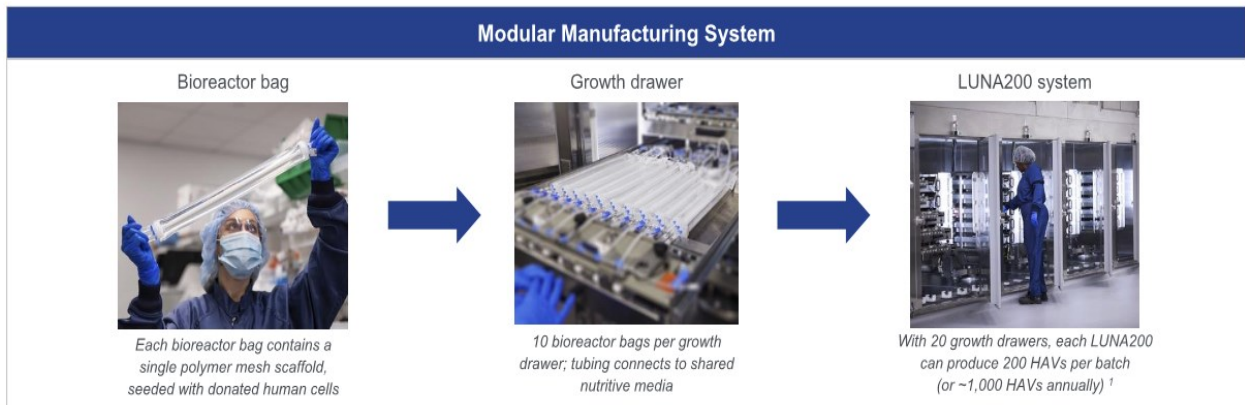 Modular Manufacturing System
Bioreactor bag
Growth drawer
LUNA200 system
Each bioreactor bag contains a
single polymer mesh scaffold,
seeded with donated human cells
10 bioreactor bags per growth
drawer; tubing connects to shared
nutritive media
With 20 growth drawers, each LUNA200
can produce 200 HAVs per batch
(or ~1,000 HAVs annually) ¹